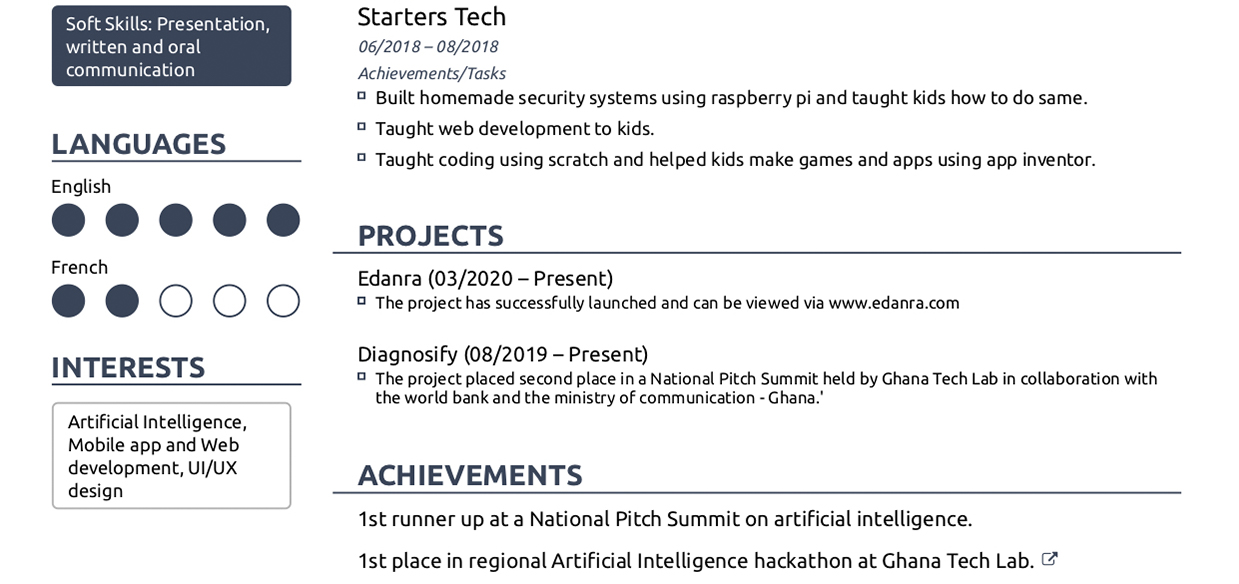 Soft Skills: Presentation,
written and oral
communication
LANGUAGES
English
French
INTERESTS
Artificial Intelligence,
Mobile app and Web
development, UI/UX
design
Starters Tech
06/2018 – 08/2018
Achievements/Tasks
Built homemade security systems using raspberry pi and taught kids how to do same.
Taught web development to kids.
Taught coding using scratch and helped kids make games and apps using app inventor.
PROJECTS
Edanra (03/2020 – Present)
The project has successfully launched and can be viewed via www.edanra.com
Diagnosify (08/2019 – Present)
The project placed second place in a National Pitch Summit held by Ghana Tech Lab in collaboration with
the world bank and the ministry of communication - Ghana.'
ACHIEVEMENTS
1st runner up at a National Pitch Summit on artificial intelligence.
1st place in regional Artificial Intelligence hackathon at Ghana Tech Lab.